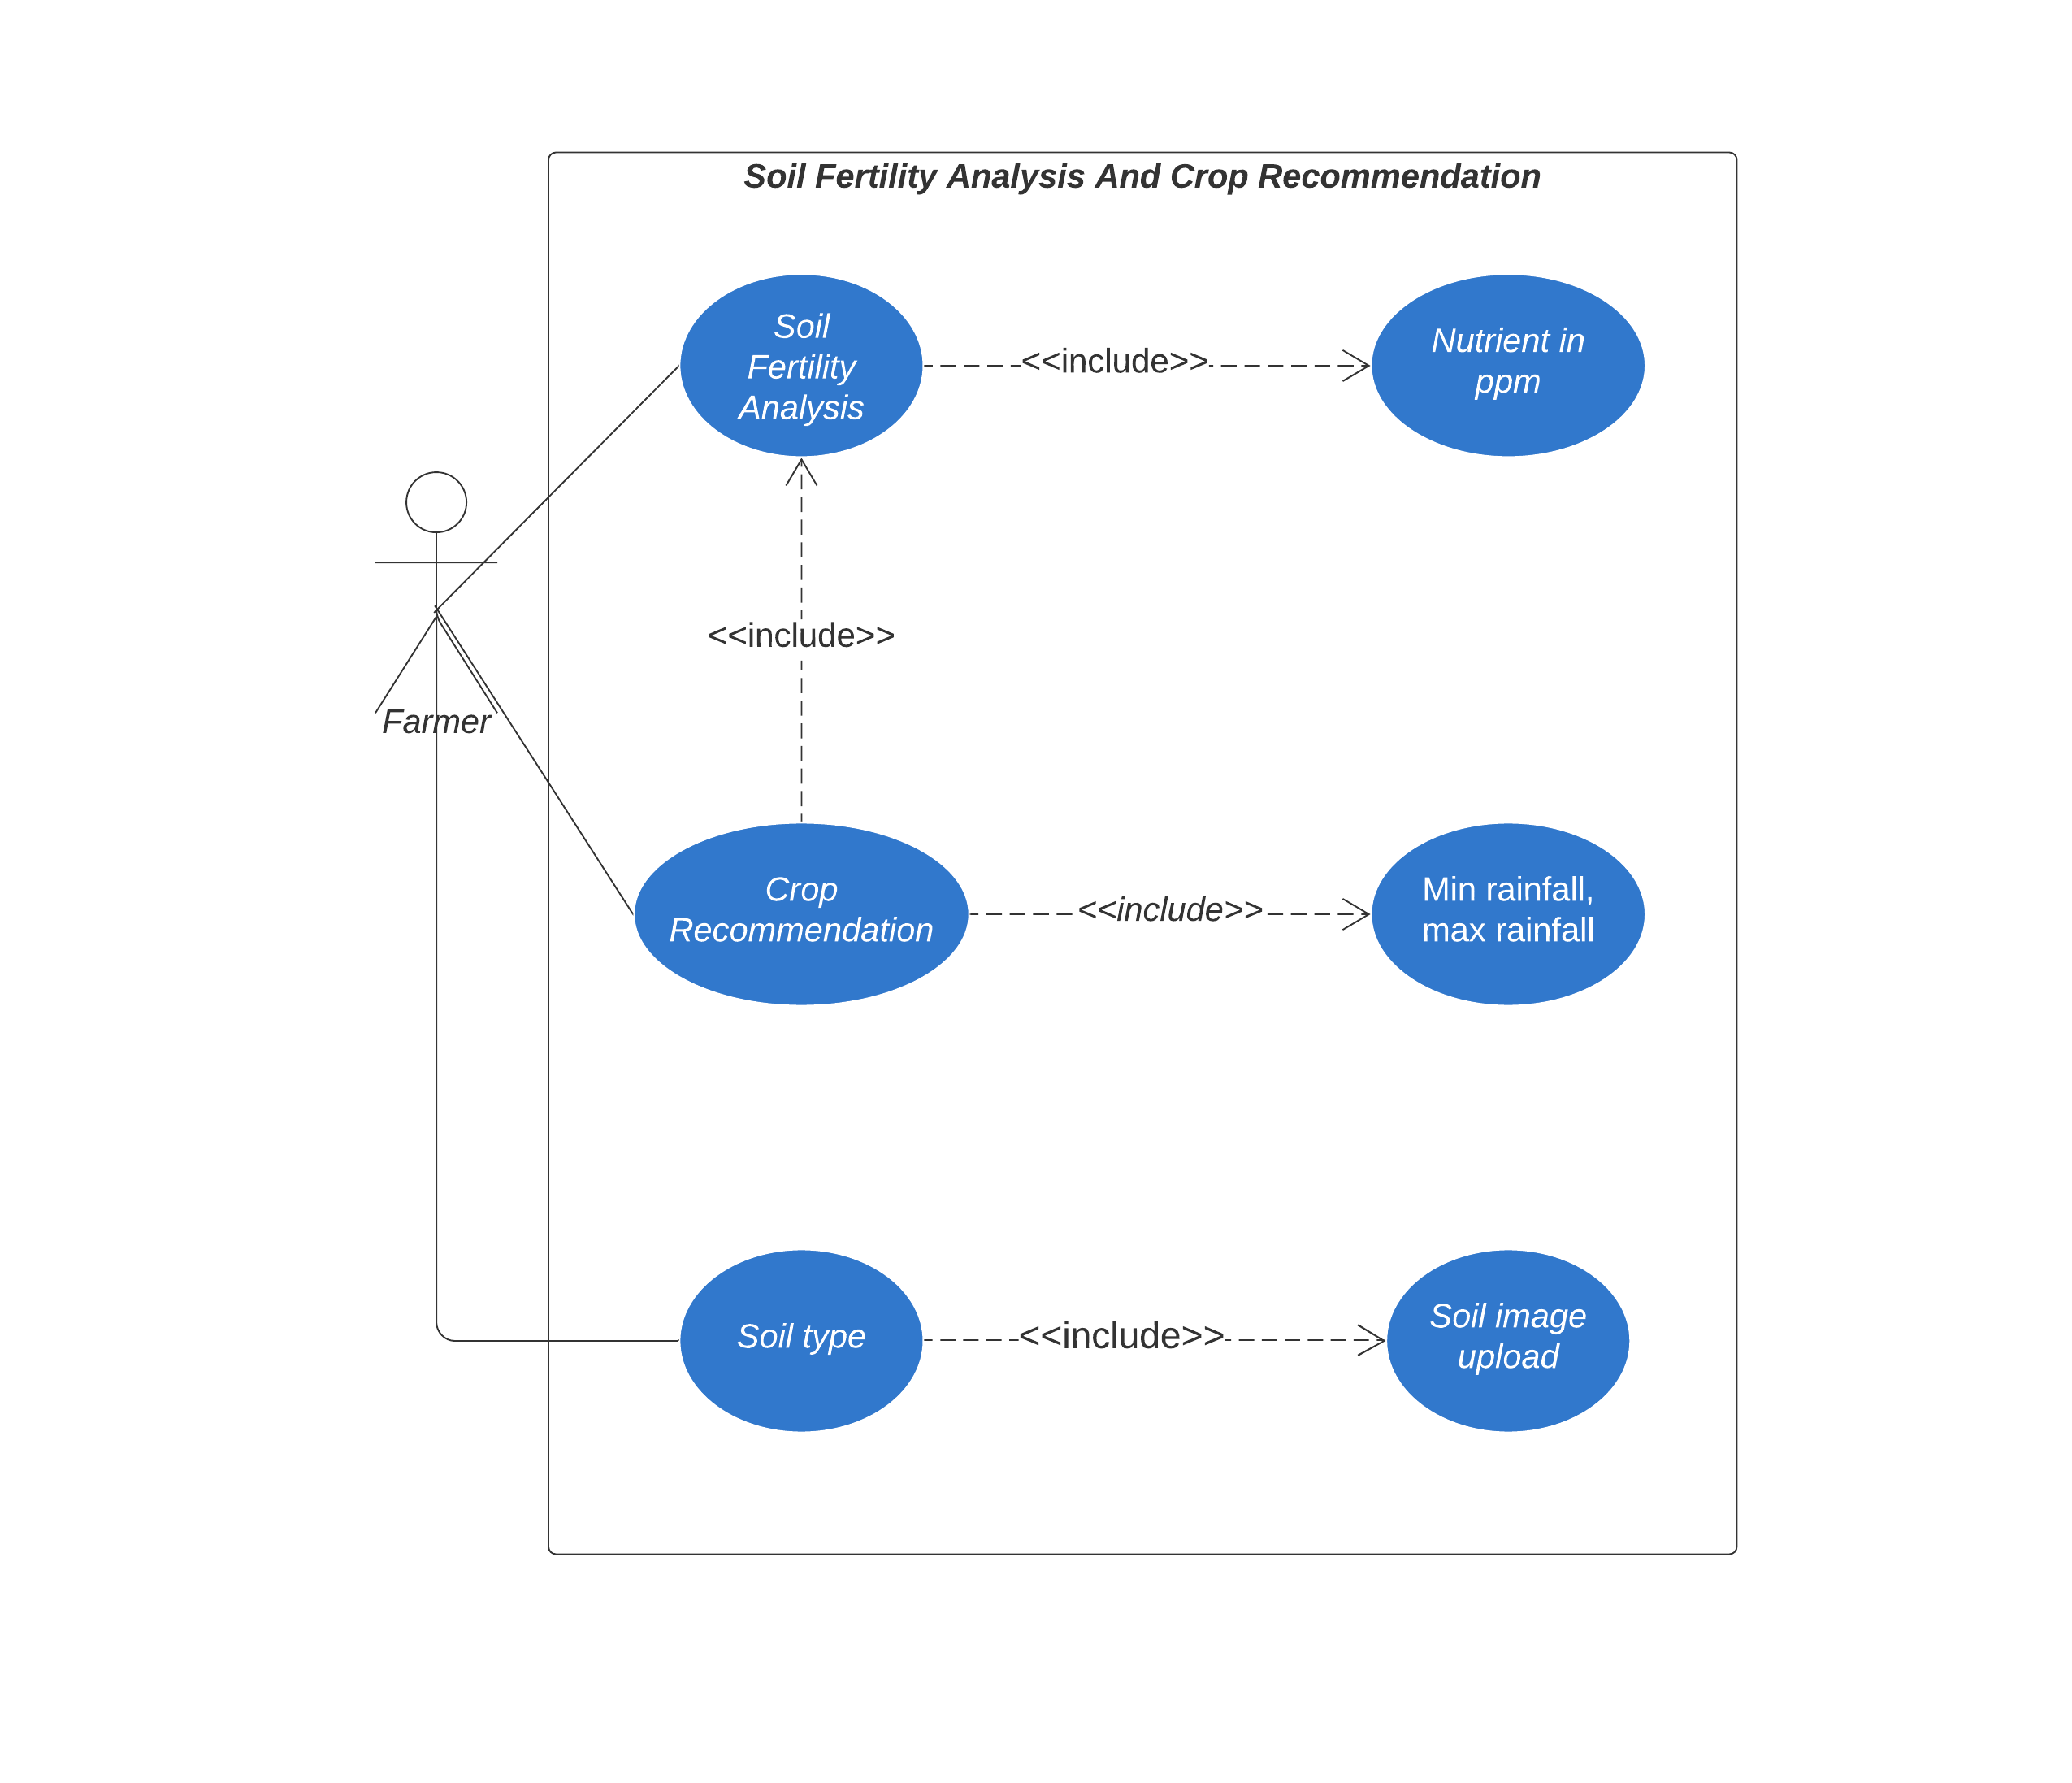 Soil Fertility Analysis And Crop Recommendation
Soil
Fertility
Analysis
<<include>>
Nutrient in
ppm
<<include>>
Farmer
Crop
Recommendation
<<include>>
Min rainfall,
max rainfall
Soil type
<<include>>
Soil image
upload